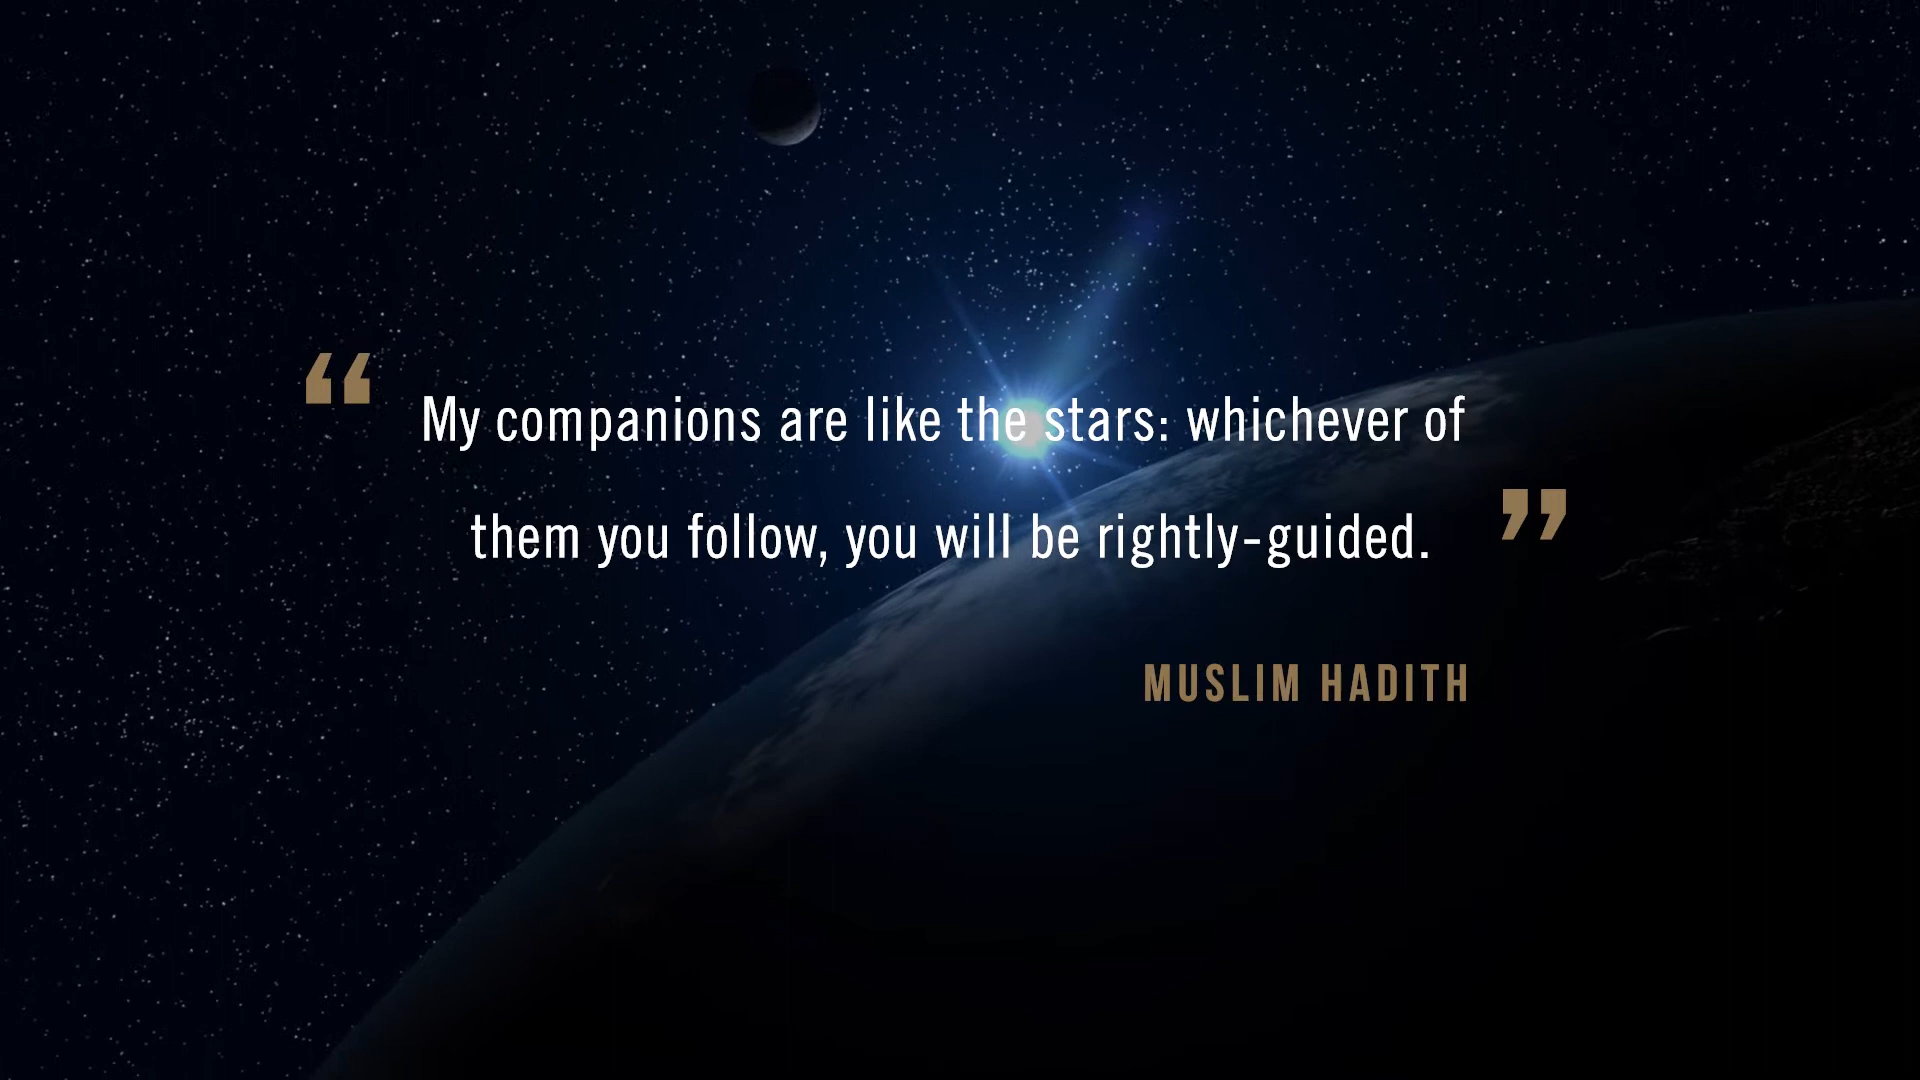 “My companions are like the stars: whichever of
them you follow, you will be rightly-guided.”
MUSLIM HADITH